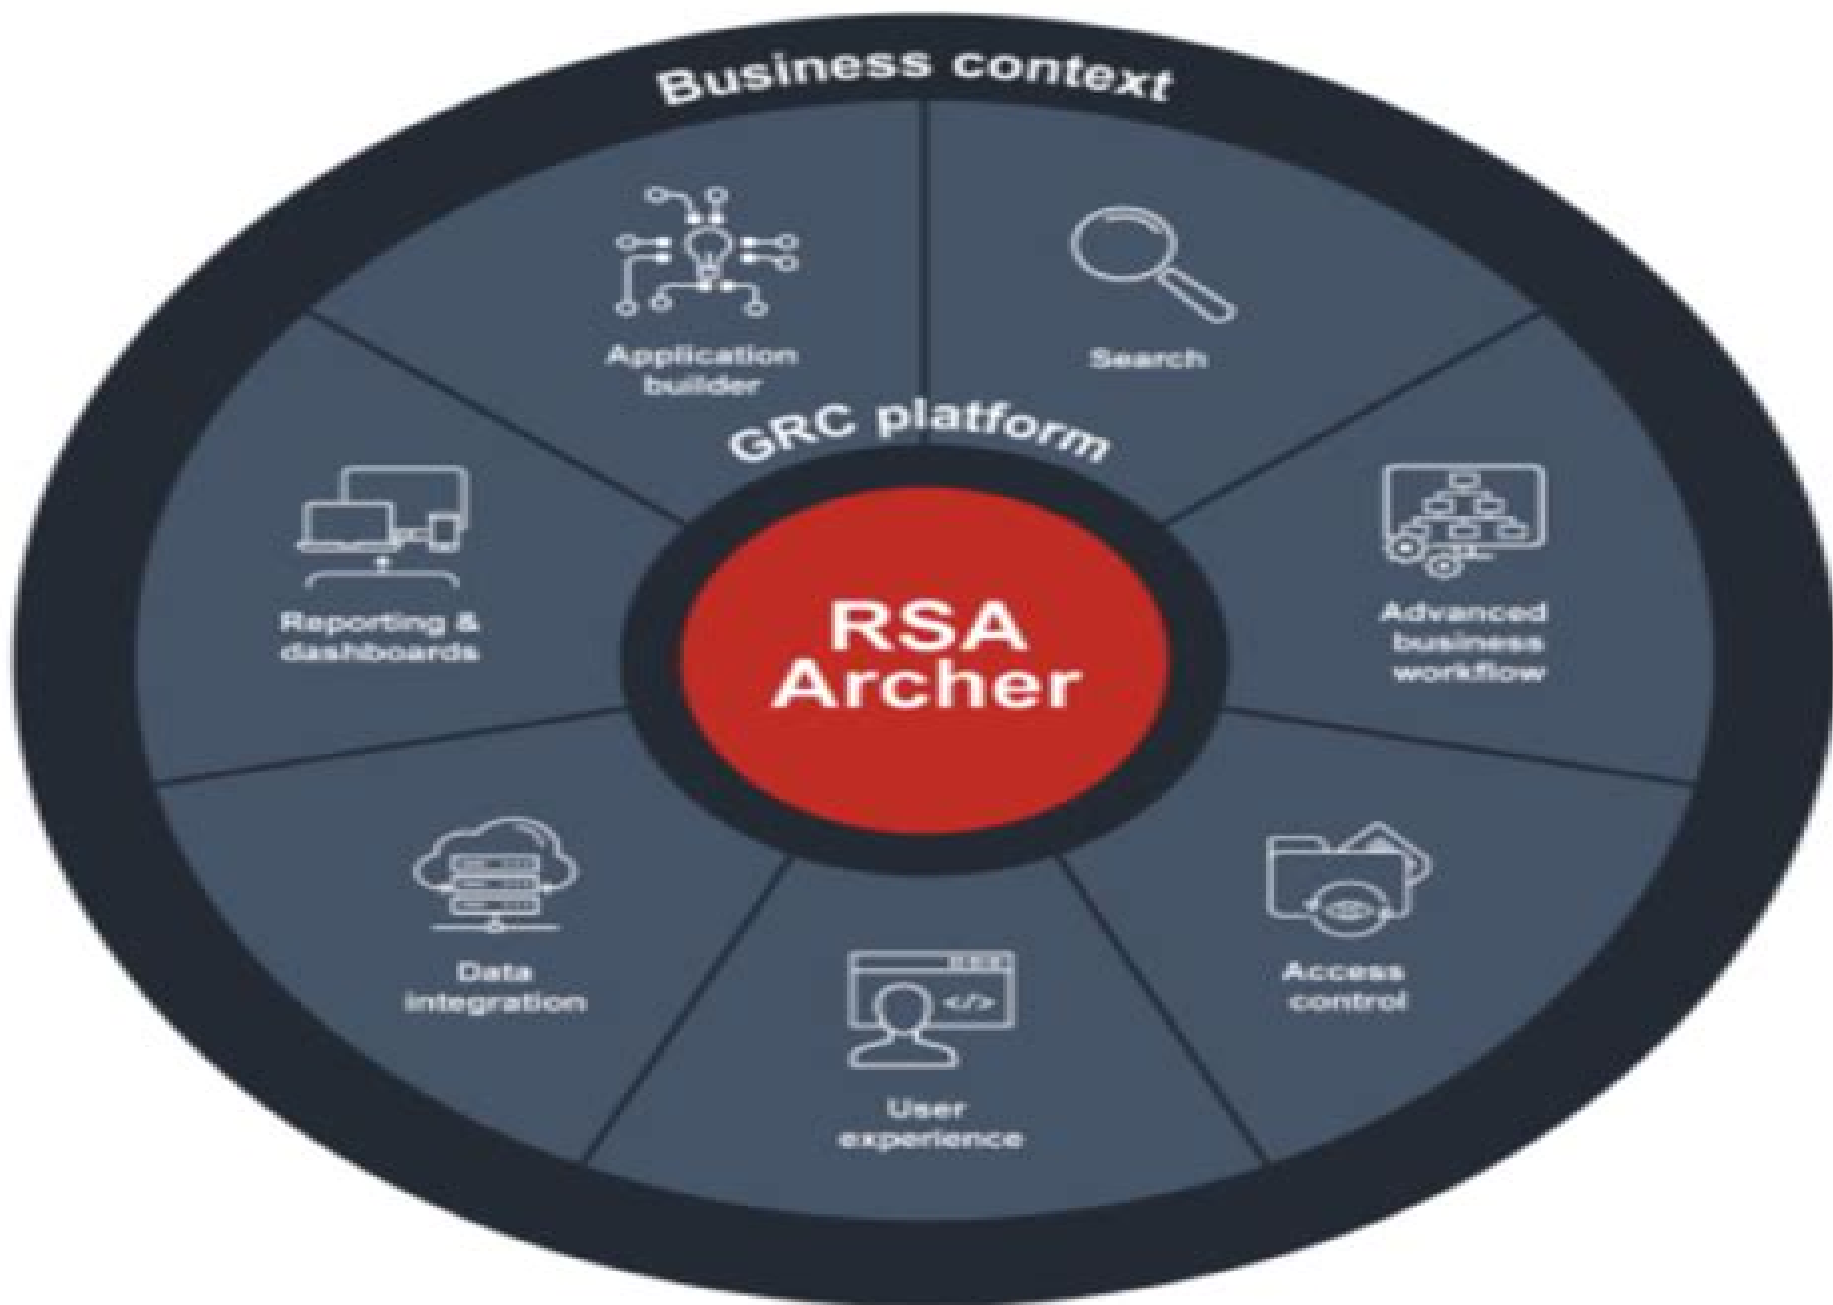 Business context
Application
builder
Search
GRC platform
Reporting &
dashboards
Advanced
business
workflow
RSA
Archer
Data
integration
Access
control
User
experience
</>